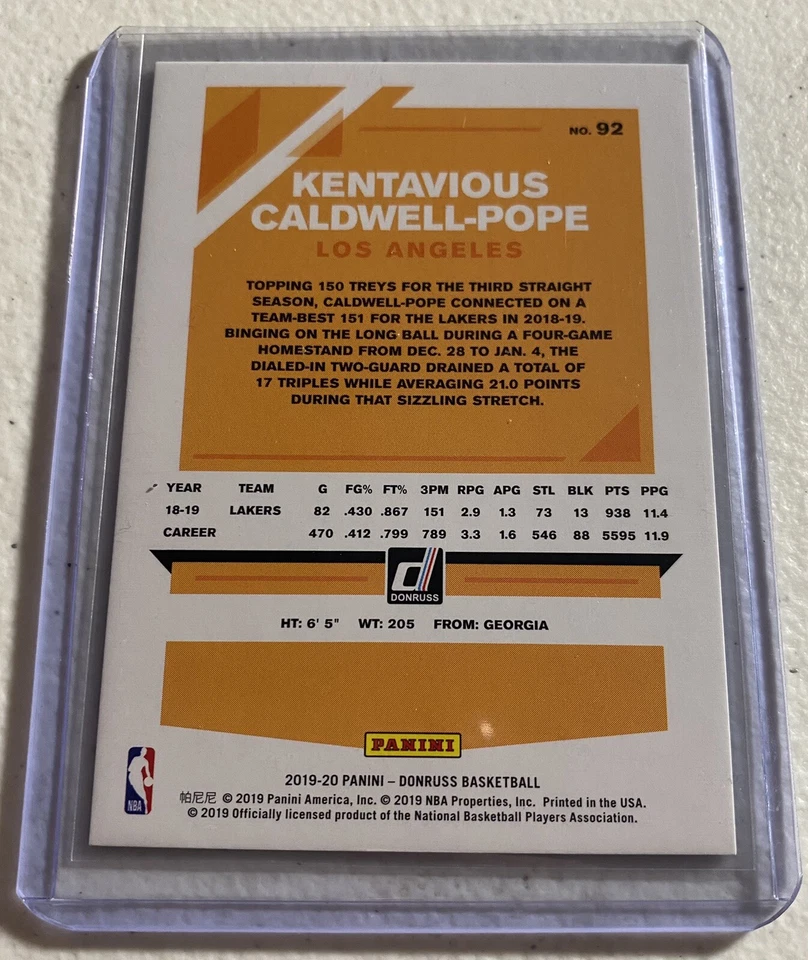 NO. 92
KENTAVIOUS
CALDWELL-POPE
LOS ANGELES
TOPPING 150 TREYS FOR THE THIRD STRAIGHT
SEASON, CALDWELL-POPE CONNECTED ON A
TEAM-BEST 151 FOR THE LAKERS IN 2018-19.
BINGING ON THE LONG BALL DURING A FOUR-GAME
HOMESTAND FROM DEC. 28 TO JAN. 4, THE
DIALED-IN TWO-GUARD DRAINED A TOTAL OF
17 TRIPLES WHILE AVERAGING 21.0 POINTS
DURING THAT SIZZLING STRETCH.
YEAR TEAM G FG% FT% 3PM RPG APG STL BLK PTS PPG
18-19 LAKERS 82 .430 .867 151 2.9 1.3 73 13 938 11.4
CAREER 470 .412 .799 789 3.3 1.6 546 88 5595 11.9
DONRUSS
HT: 6' 5" WT: 205 FROM: GEORGIA
PANINI
NBA
2019-20 PANINI – DONRUSS BASKETBALL
帕尼尼 © 2019 Panini America, Inc. © 2019 NBA Properties, Inc. Printed in the USA.
© 2019 Officially licensed product of the National Basketball Players Association.